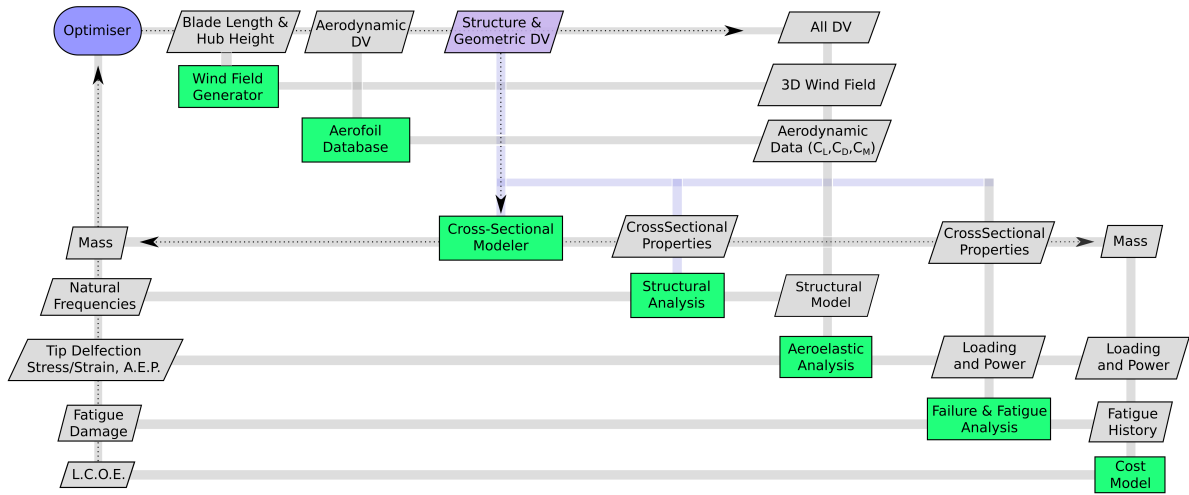 Optimiser
Blade Length &
Hub Height
Aerodynamic
DV
Structure &
Geometric DV
All DV
Wind Field
Generator
3D Wind Field
Aerofoil
Database
Aerodynamic
Data (CL,CD,CM)
Mass
Cross-Sectional
Modeler
CrossSectional
Properties
CrossSectional
Properties
Mass
Natural
Frequencies
Structural
Analysis
Structural
Model
Tip Delfection
Stress/Strain, A.E.P.
Aeroelastic
Analysis
Loading
and Power
Loading
and Power
Fatigue
Damage
Failure & Fatigue
Analysis
Fatigue
History
L.C.O.E.
Cost
Model